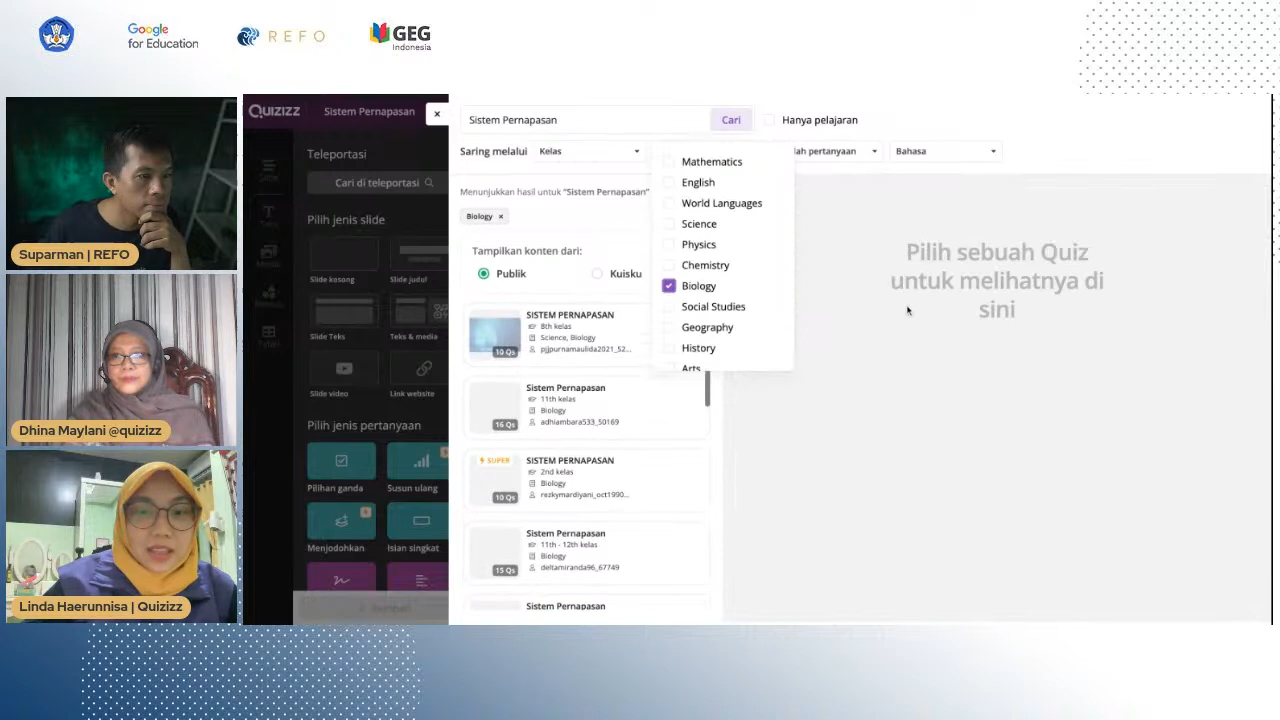 Google
for Education
REFO
GEG
Indonesia
Suparman | REFO
Dhina Maylani @quizizz
Linda Haerunnisa | Quizizz
QUIZIZZ
Sistem Pernapasan
Teleportasi
Cari di teleportasi
Pilih jenis slide
Slide kosong
Slide judul
Slide Teks
Teks & media
Slide video
Link website
Pilih jenis pertanyaan
Pilihan ganda
Susun ulang
Menjodohkan
Isian singkat
Sistem Pernapasan
Cari
Hanya pelajaran
Saring melalui
Kelas
lah pertanyaan
Bahasa
Menunjukkan hasil untuk "Sistem Pernapasan"
Biology ×
Tampilkan konten dari:
Publik
Kuisku
SISTEM PERNAPASAN
8th kelas
Science, Biology
pjjpurnamaulida2021_52...
10 Qs
Sistem Pernapasan
11th kelas
Biology
adhiambara533_50169
16 Qs
SUPER
SISTEM PERNAPASAN
2nd kelas
Biology
rezkymardiyani_oct1990...
10 Qs
Sistem Pernapasan
11th - 12th kelas
Biology
deltamiranda96_67749
15 Qs
Sistem Pernapasan
Mathematics
English
World Languages
Science
Physics
Chemistry
Biology
Social Studies
Geography
History
Arts
Pilih sebuah Quiz
untuk melihatnya di
sini